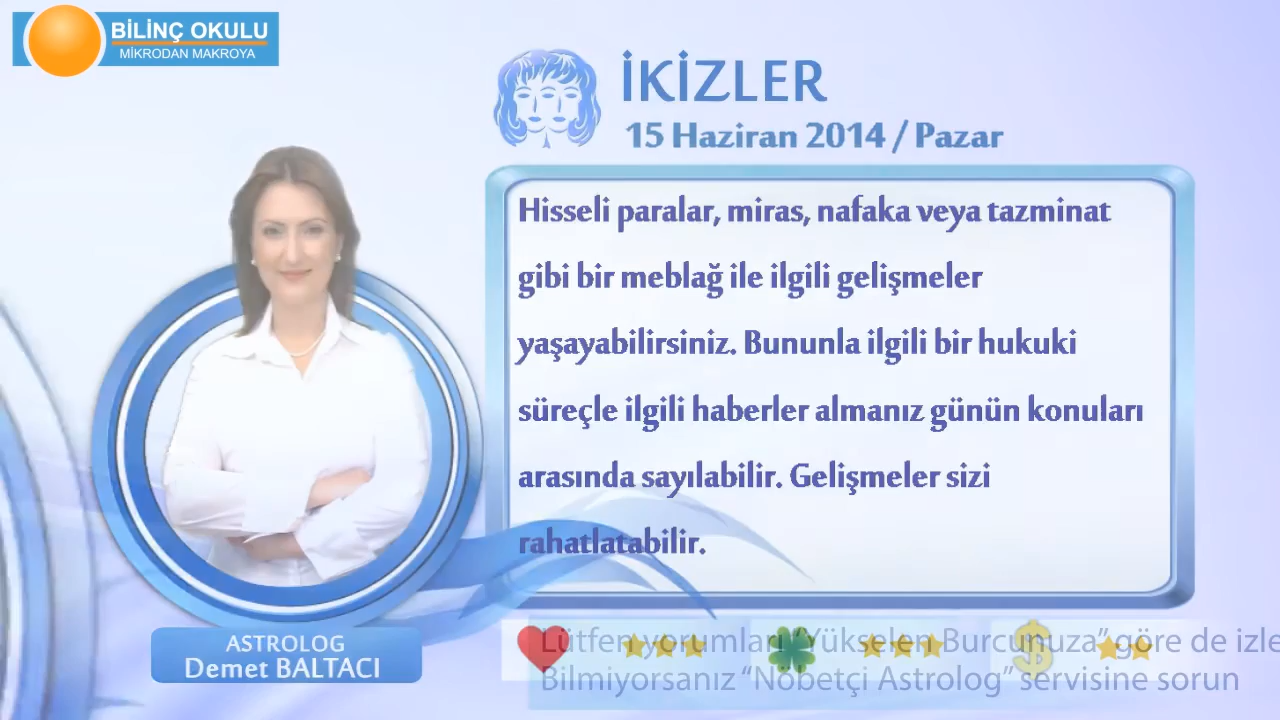 BİLİNÇ OKULU
MİKRODAN MAKROYA
İKİZLER
15 Haziran 2014 / Pazar
Hisseli paralar, miras, nafaka veya tazminat
gibi bir meblağ ile ilgili gelişmeler
yaşayabilirsiniz. Bununla ilgili bir hukuki
süreçle ilgili haberler almanız günün konuları
arasında sayılabilir. Gelişmeler sizi
rahatlatabilir.
ASTROLOG
Demet BALTACI
Lütfen yorumları "Yükselen Burcunuza" göre de izle
Bilmiyorsanız "Nöbetçi Astrolog" servisine sorun